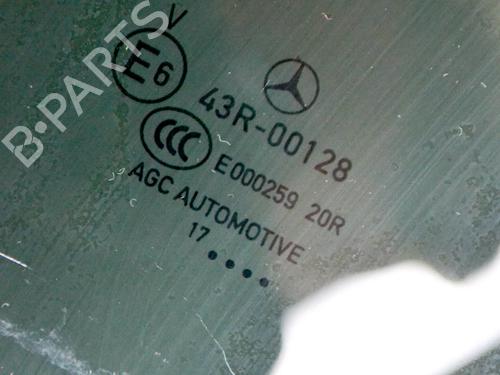 B-PARTS
V
E6
43R-00128
CCC
E000259 20R
AGC AUTOMOTIVE
17